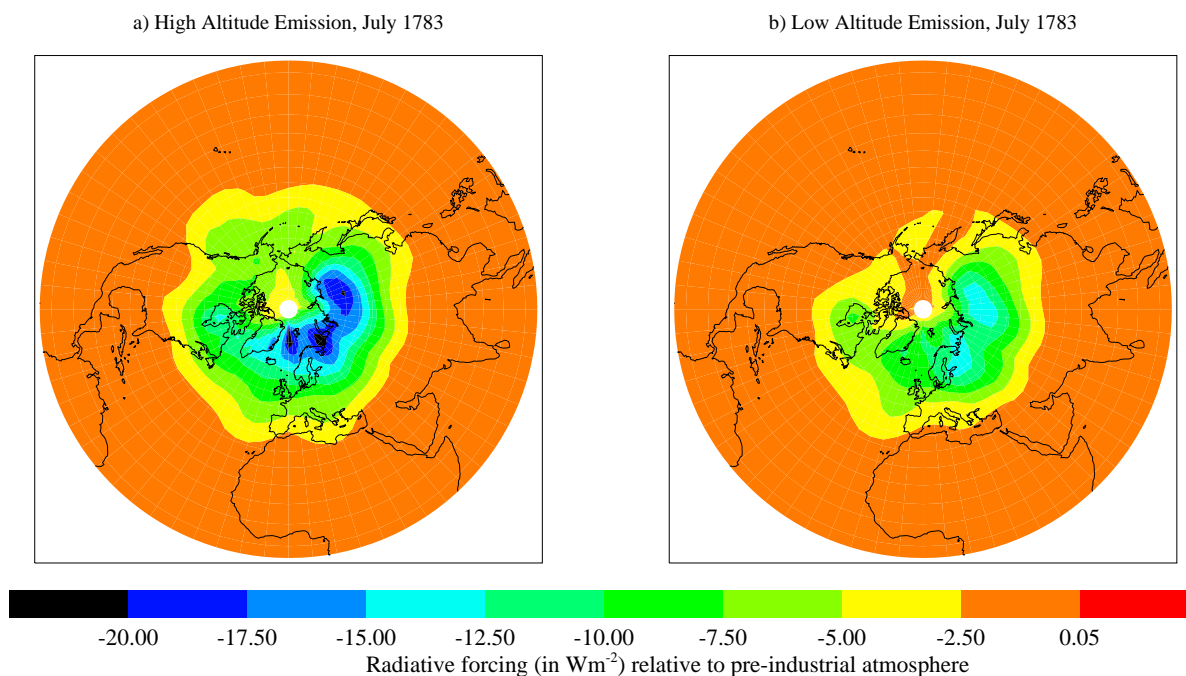 a) High Altitude Emission, July 1783
b) Low Altitude Emission, July 1783
-20.00 -17.50 -15.00 -12.50 -10.00 -7.50 -5.00 -2.50 0.05
Radiative forcing (in Wm-2) relative to pre-industrial atmosphere